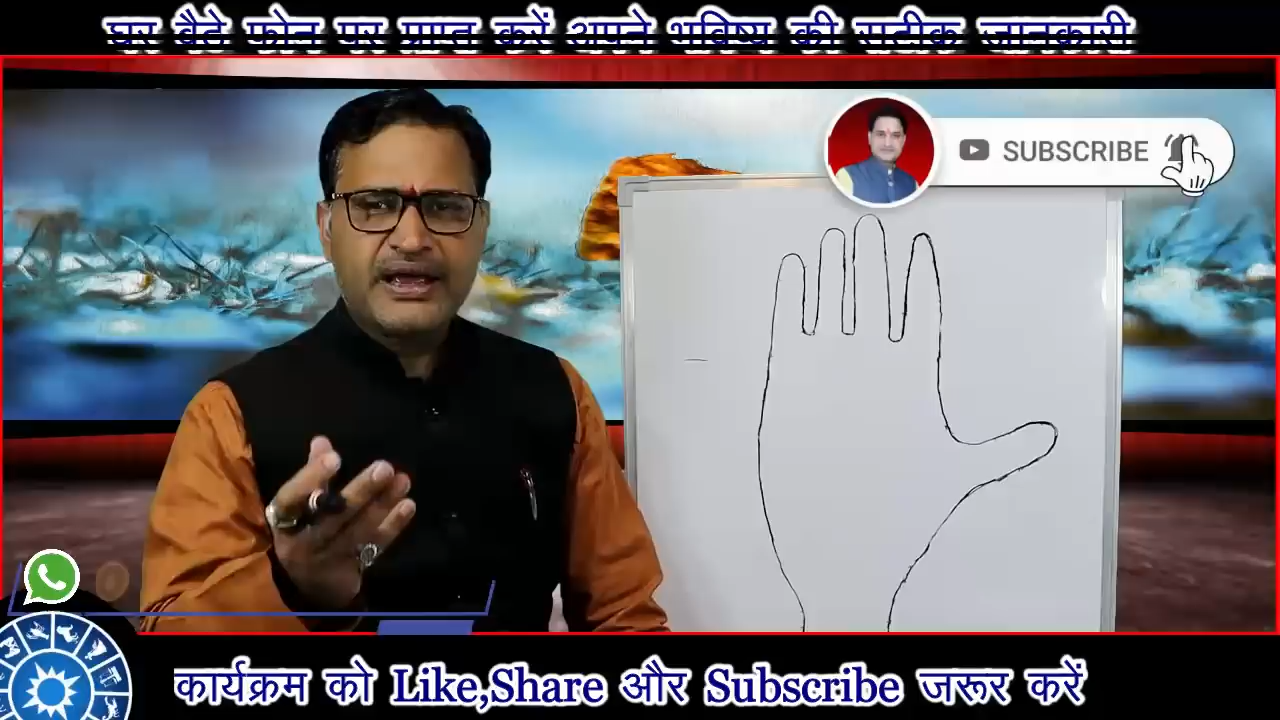 घर बैठे फोन पर प्राप्त करें अपने भविष्य की सटीक जानकारी
SUBSCRIBE
कार्यक्रम को Like,Share और Subscribe जरूर करें